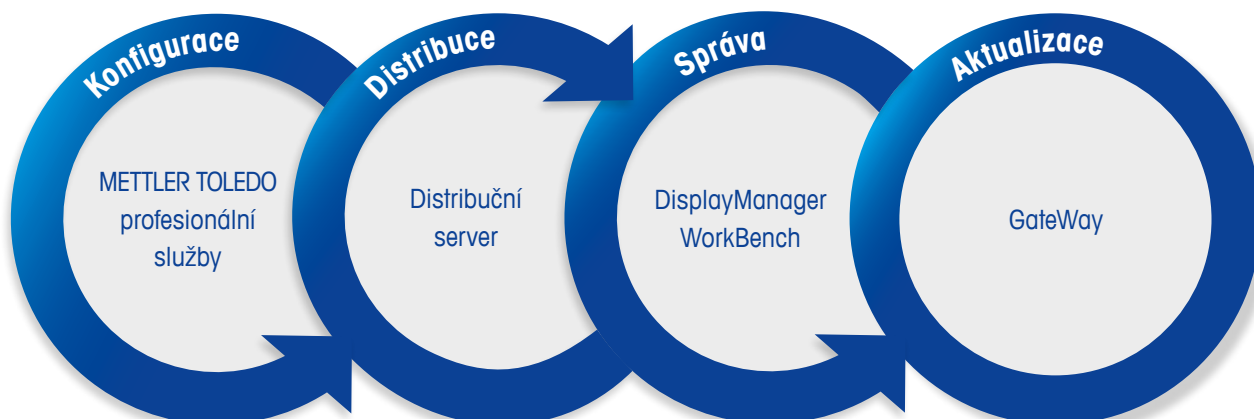 Konfigurace
METTLER TOLEDO
profesionální
služby
Distribuce
Distribuční
server
Správa
DisplayManager
WorkBench
Aktualizace
GateWay